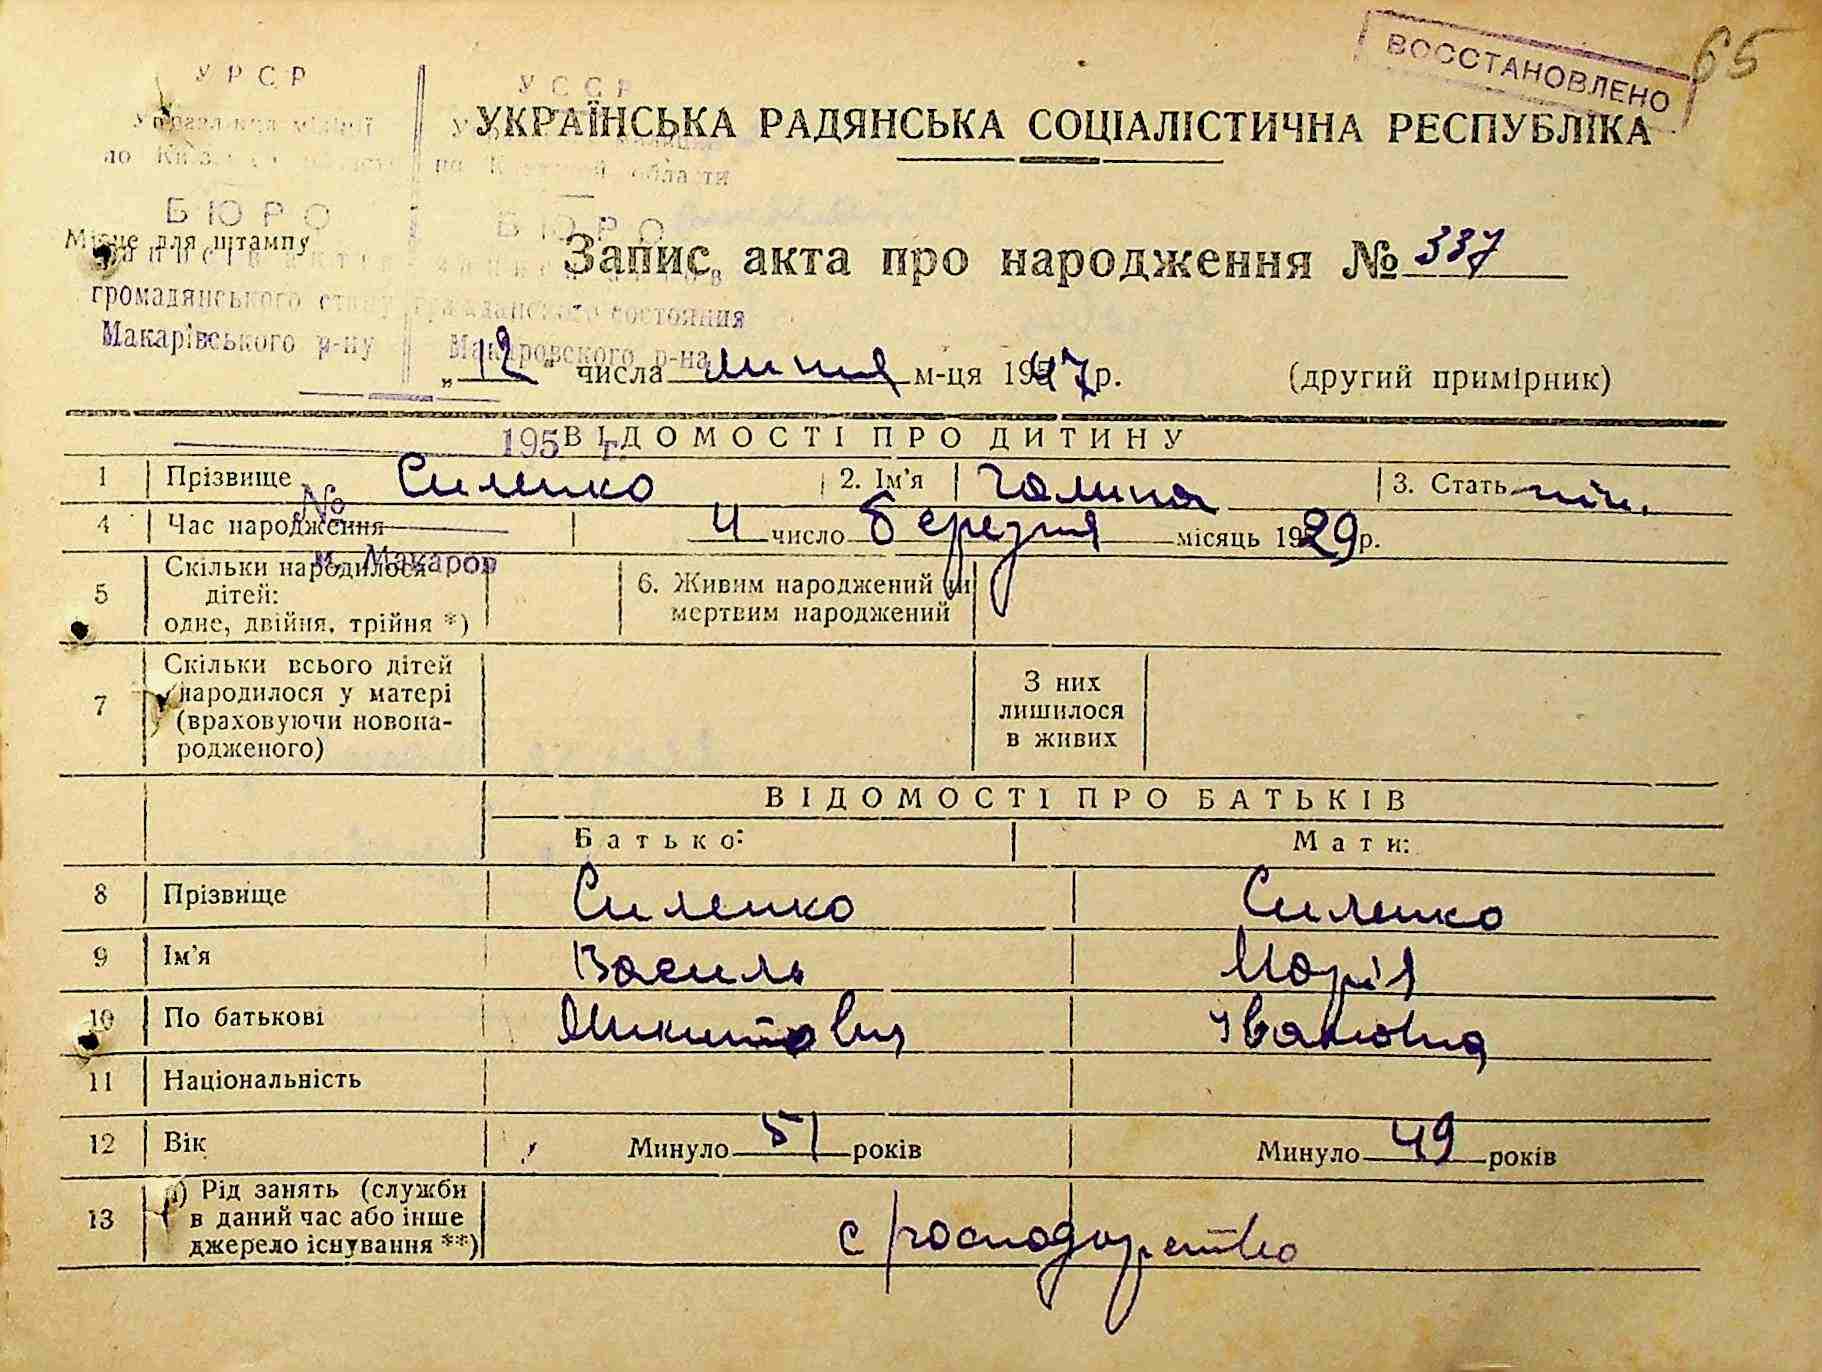 ВОССТАНОВЛЕНО
65
УРСР
УССР
УКРАЇНСЬКА РАДЯНСЬКА СОЦІАЛІСТИЧНА РЕСПУБЛІКА
по области
БЮРО
БЮРО
Місце для штампу
Запис акта про народження № 337
громадянського стану гражданского состояния
Макарівського р-ну
Макаровского р-на
„12" числа липня м-ця 1947 р. (другий примірник)
195 г.
ВІДОМОСТІ ПРО ДИТИНУ
1 Прізвище Силенко 2. Ім'я Галина 3. Стать жін.
№
4 Час народження 4 число березня місяць 1929 р.
м. Макаров
5 Скільки народилося дітей: одне, двійня, трійня *) 6. Живим народжений чи мертвим народжений
7 Скільки всього дітей народилося у матері (враховуючи новонародженого) З них лишилося в живих
ВІДОМОСТІ ПРО БАТЬКІВ
Батько: Мати:
8 Прізвище Силенко Силенко
9 Ім'я Василь Марія
10 По батькові Микитович Івановна
11 Національність
12 Вік Минуло 51 років Минуло 49 років
13 а) Рід занять (служби в даний час або інше джерело існування **) с господарство